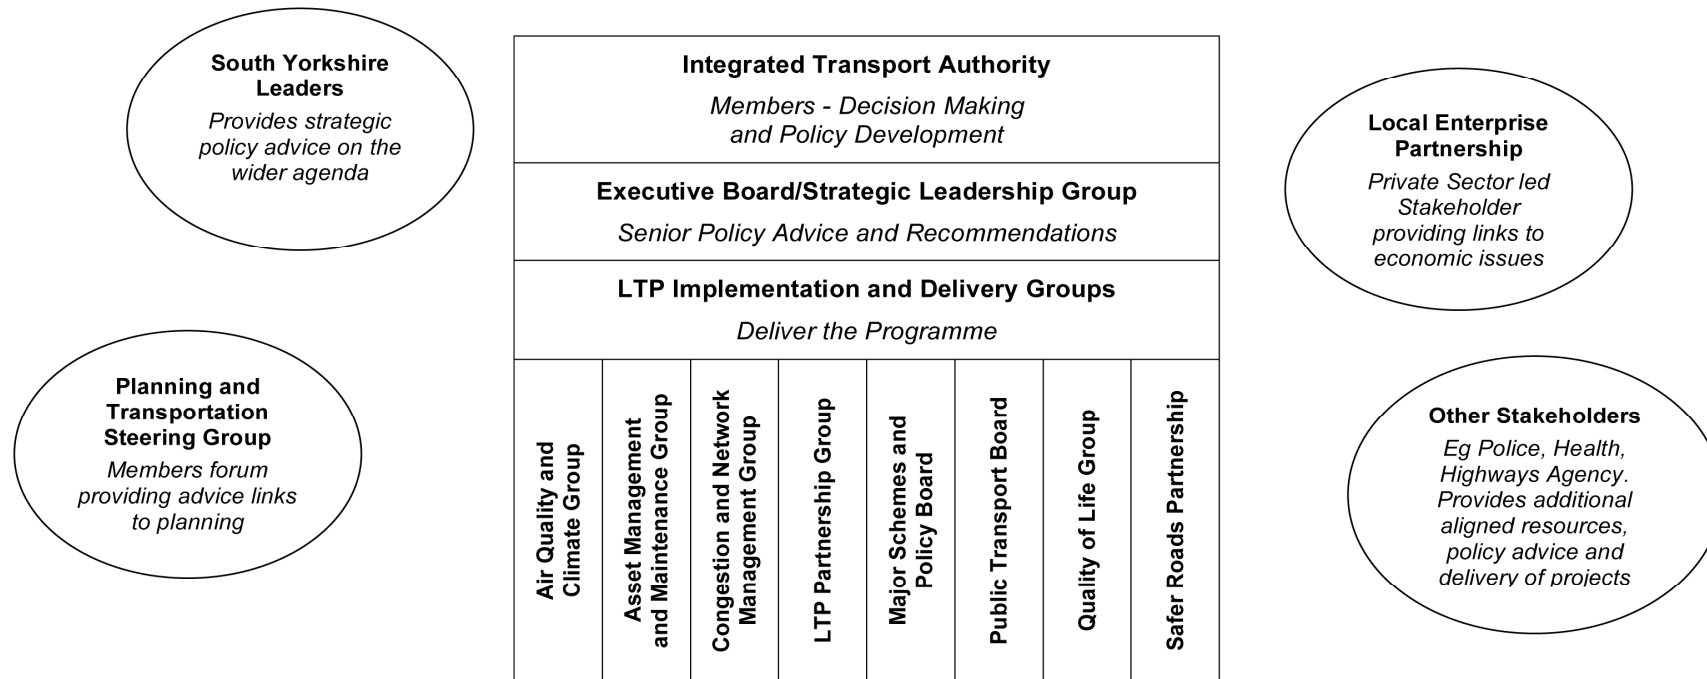 South Yorkshire
Leaders
Provides strategic
policy advice on the
wider agenda
Planning and
Transportation
Steering Group
Members forum
providing advice links
to planning
Integrated Transport Authority
Members - Decision Making
and Policy Development
Executive Board/Strategic Leadership Group
Senior Policy Advice and Recommendations
LTP Implementation and Delivery Groups
Deliver the Programme
Air Quality and
Climate Group
Asset Management
and Maintenance Group
Congestion and Network
Management Group
LTP Partnership Group
Major Schemes and
Policy Board
Public Transport Board
Quality of Life Group
Safer Roads Partnership
Local Enterprise
Partnership
Private Sector led
Stakeholder
providing links to
economic issues
Other Stakeholders
Eg Police, Health,
Highways Agency.
Provides additional
aligned resources,
policy advice and
delivery of projects